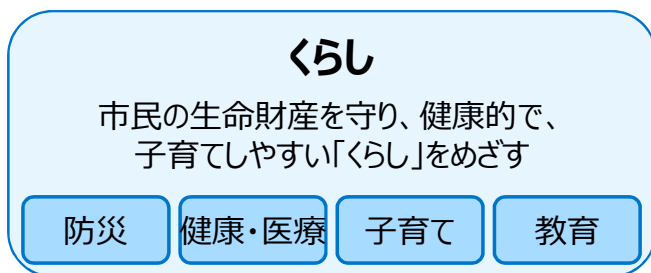 くらし
市民の生命財産を守り、健康的で、
子育てしやすい「くらし」をめざす
防災 健康・医療 子育て 教育